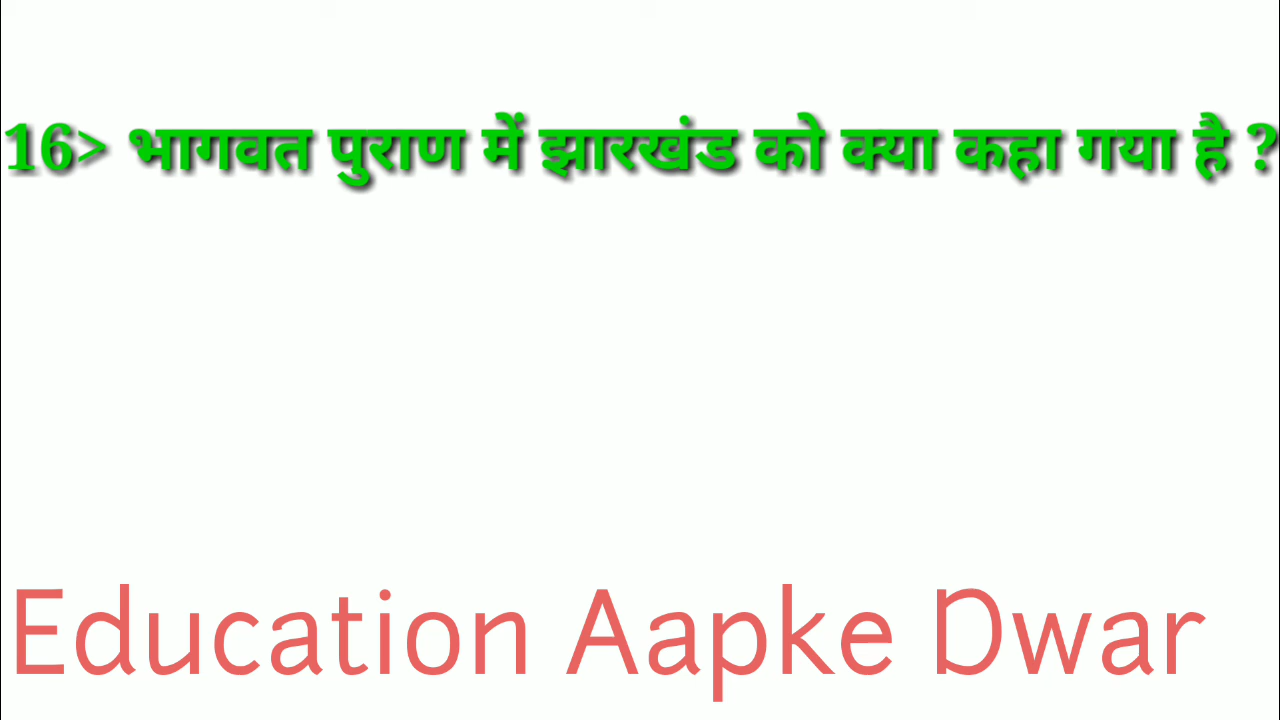 16> भागवत पुराण में झारखंड को क्या कहा गया है ?
Education Aapke Dwar